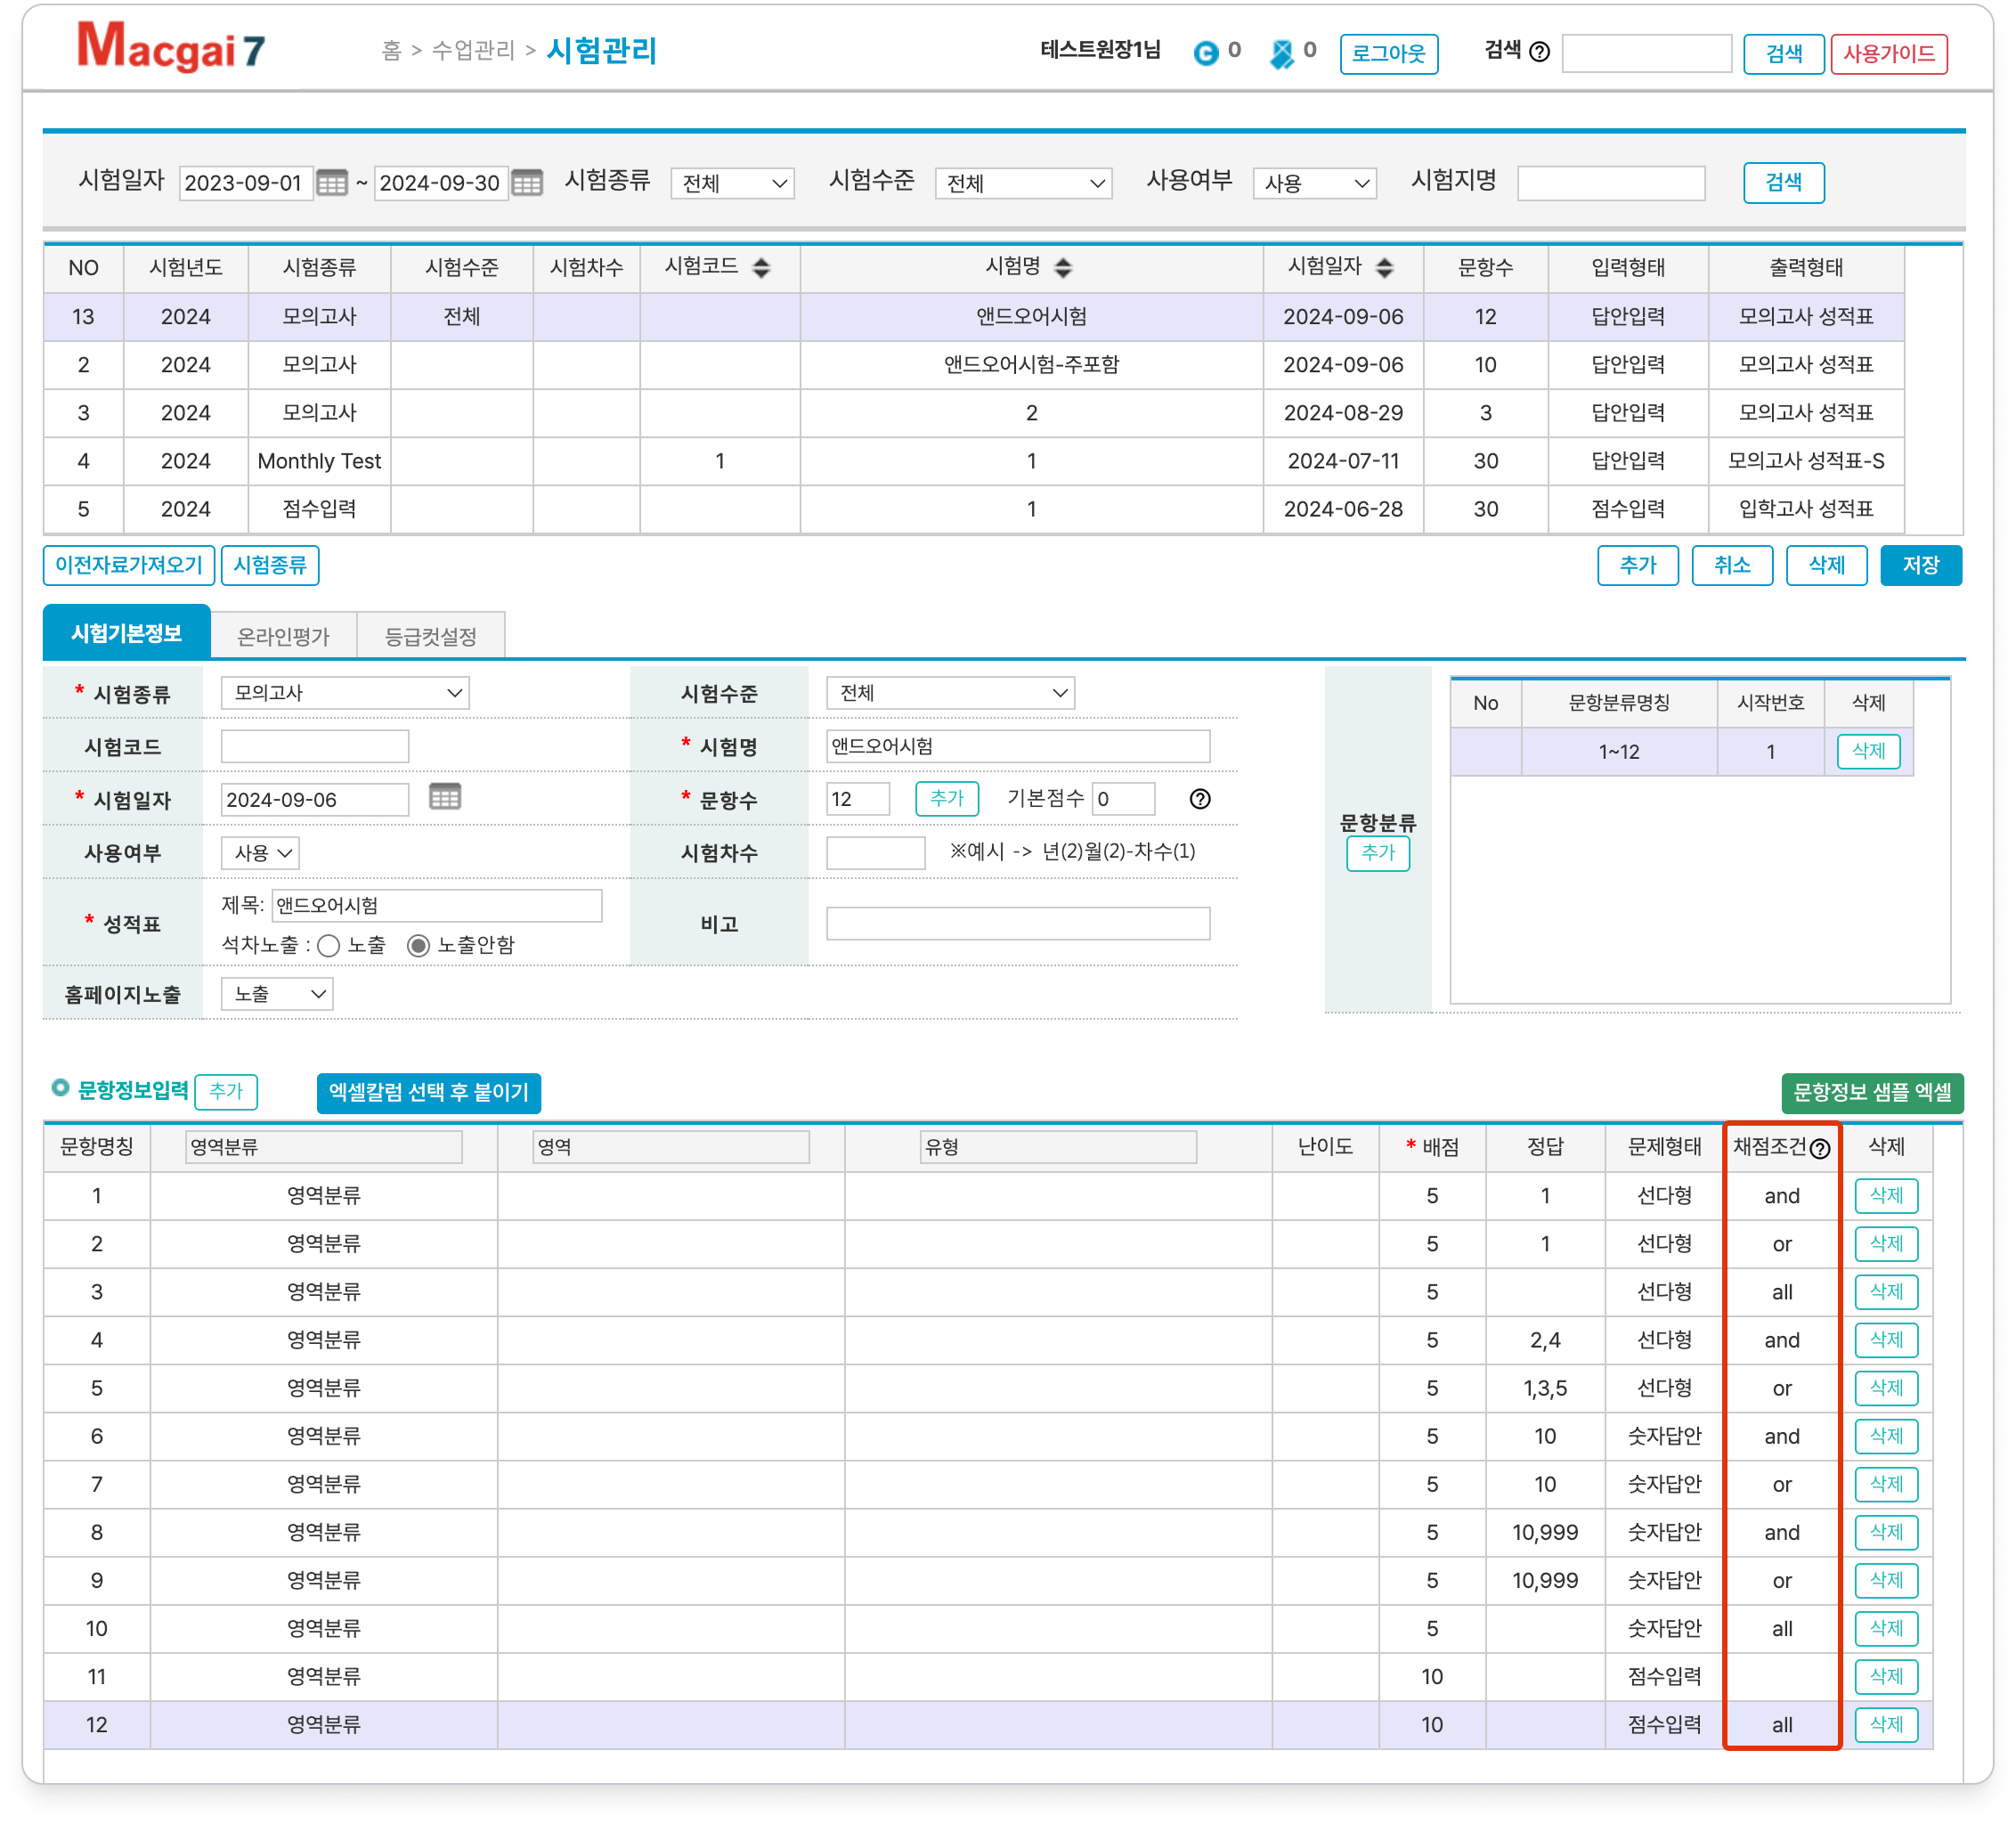 Macgai 7 홈 > 수업관리 > 시험관리 테스트원장1님 0 0 로그아웃 검색 검색 사용가이드
시험일자 2023-09-01 ~ 2024-09-30 시험종류 전체 시험수준 전체 사용여부 사용 시험지명 검색
NO 시험년도 시험종류 시험수준 시험차수 시험코드 시험명 시험일자 문항수 입력형태 출력형태
13 2024 모의고사 전체 앤드오어시험 2024-09-06 12 답안입력 모의고사 성적표
2 2024 모의고사 앤드오어시험-주포함 2024-09-06 10 답안입력 모의고사 성적표
3 2024 모의고사 2 2024-08-29 3 답안입력 모의고사 성적표
4 2024 Monthly Test 1 1 2024-07-11 30 답안입력 모의고사 성적표-S
5 2024 점수입력 1 2024-06-28 30 점수입력 입학고사 성적표
이전자료가져오기 시험종류 추가 취소 삭제 저장
시험기본정보 온라인평가 등급컷설정
* 시험종류 모의고사 시험수준 전체
시험코드 * 시험명 앤드오어시험
* 시험일자 2024-09-06 * 문항수 12 추가 기본점수 0
사용여부 사용 시험차수 ※예시 -> 년(2)월(2)-차수(1)
* 성적표 제목: 앤드오어시험 비고
석차노출 : 노출 노출안함
홈페이지노출 노출
문항분류
추가
No 문항분류명칭 시작번호 삭제
1~12 1 삭제
문항정보입력 추가 엑셀칼럼 선택 후 붙이기 문항정보 샘플 엑셀
문항명칭 영역분류 영역 유형 난이도 * 배점 정답 문제형태 채점조건 삭제
1 영역분류 5 1 선다형 and 삭제
2 영역분류 5 1 선다형 or 삭제
3 영역분류 5 선다형 all 삭제
4 영역분류 5 2,4 선다형 and 삭제
5 영역분류 5 1,3,5 선다형 or 삭제
6 영역분류 5 10 숫자답안 and 삭제
7 영역분류 5 10 숫자답안 or 삭제
8 영역분류 5 10,999 숫자답안 and 삭제
9 영역분류 5 10,999 숫자답안 or 삭제
10 영역분류 5 숫자답안 all 삭제
11 영역분류 10 점수입력 삭제
12 영역분류 10 점수입력 all 삭제